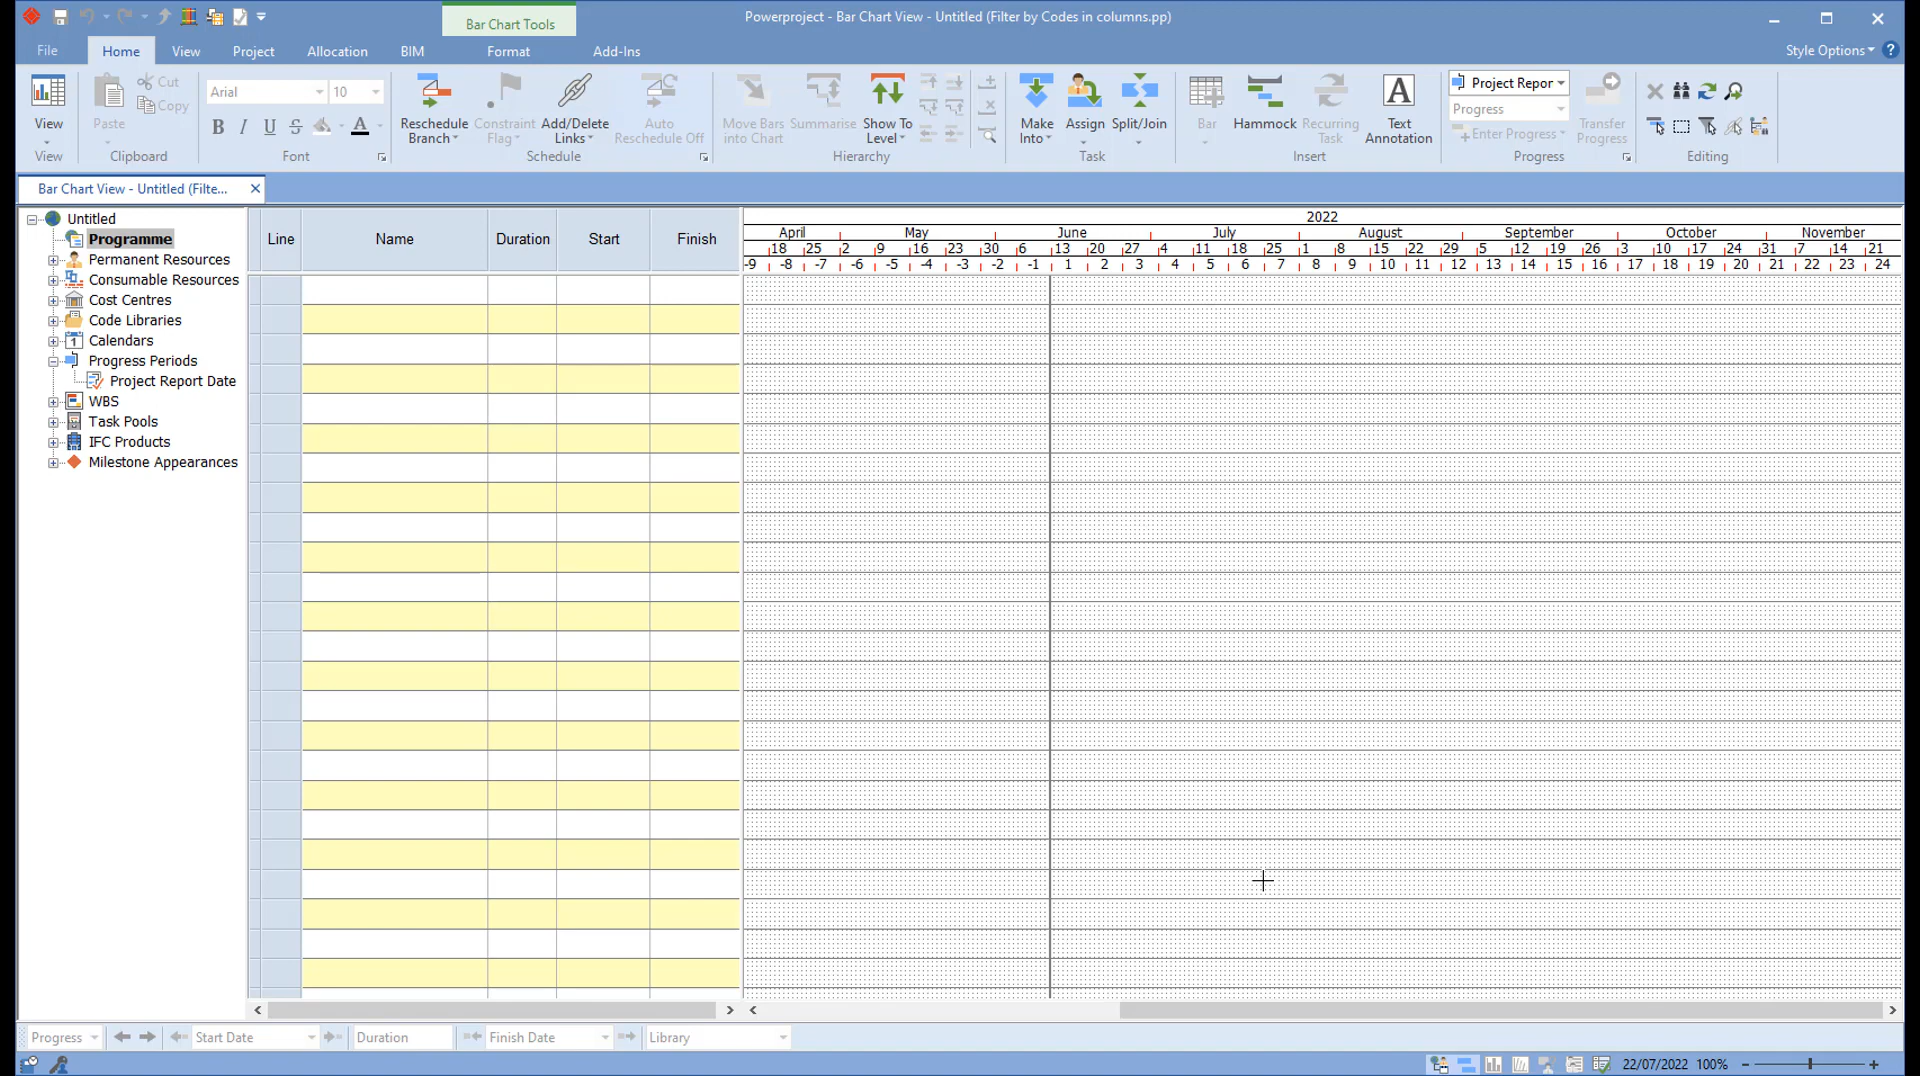 Bar Chart Tools
Powerproject - Bar Chart View - Untitled (Filter by Codes in columns.pp)
File Home View Project Allocation BIM Format Add-Ins Style Options
View
View
Paste
Cut
Copy
Clipboard
Arial 10
B I U S A
Font
Reschedule Branch
Constraint Flag
Add/Delete Links
Auto Reschedule Off
Schedule
Move Bars into Chart
Summarise
Show To Level
Hierarchy
Make Into
Assign
Split/Join
Task
Bar
Hammock
Recurring Task
Text Annotation
Insert
Project Repor
Progress
Enter Progress
Transfer Progress
Progress
Editing
Bar Chart View - Untitled (Filte...
Untitled
Programme
Permanent Resources
Consumable Resources
Cost Centres
Code Libraries
Calendars
Progress Periods
Project Report Date
WBS
Task Pools
IFC Products
Milestone Appearances
Line Name Duration Start Finish
2022
April May June July August September October November
18 25 2 9 16 23 30 6 13 20 27 4 11 18 25 1 8 15 22 29 5 12 19 26 3 10 17 24 31 7 14 21
-9 -8 -7 -6 -5 -4 -3 -2 -1 1 2 3 4 5 6 7 8 9 10 11 12 13 14 15 16 17 18 19 20 21 22 23 24
Progress Start Date Duration Finish Date Library
22/07/2022 100%